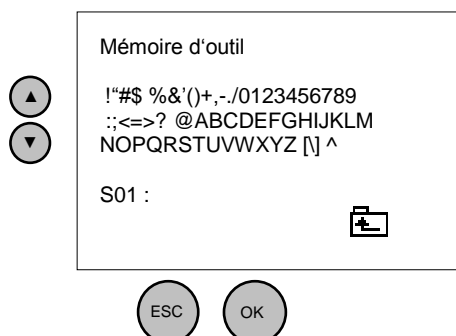 Mémoire d‘outil
!“#$ %&'()+,-./0123456789
:;<=>? @ABCDEFGHIJKLM
NOPQRSTUVWXYZ [\] ^
S01 :
ESC OK